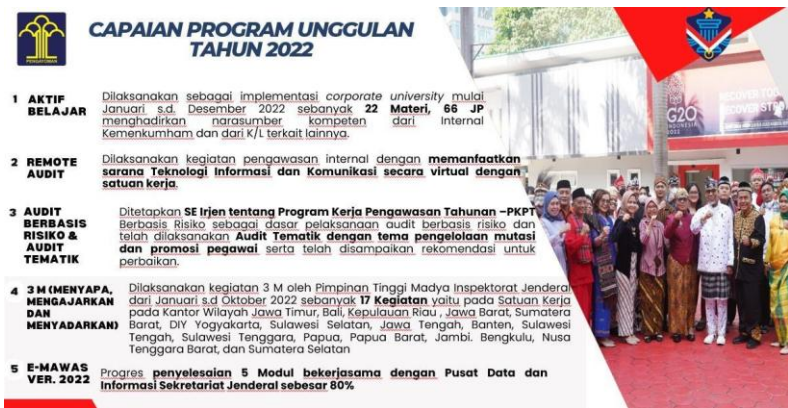 PENGAYOMAN
CAPAIAN PROGRAM UNGGULAN
TAHUN 2022
1 AKTIF
BELAJAR
Dilaksanakan sebagai implementasi corporate university mulai
Januari s.d. Desember 2022 sebanyak 22 Materi, 66 JP
menghadirkan narasumber kompeten dari Internal
Kemenkumham dan dari K/L terkait lainnya.
2 REMOTE
AUDIT
Dilaksanakan kegiatan pengawasan internal dengan memanfaatkan
sarana Teknologi Informasi dan Komunikasi secara virtual dengan
satuan kerja.
3 AUDIT
BERBASIS
RISIKO &
AUDIT
TEMATIK
Ditetapkan SE Irjen tentang Program Kerja Pengawasan Tahunan –PKPT
Berbasis Risiko sebagai dasar pelaksanaan audit berbasis risiko dan
telah dilaksanakan Audit Tematik dengan tema pengelolaan mutasi
dan promosi pegawai serta telah disampaikan rekomendasi untuk
perbaikan.
4 3 M (MENYAPA,
MENGAJARKAN
DAN
MENYADARKAN)
Dilaksanakan kegiatan 3 M oleh Pimpinan Tinggi Madya Inspektorat Jenderal
dari Januari s.d Oktober 2022 sebanyak 17 Kegiatan yaitu pada Satuan Kerja
pada Kantor Wilayah Jawa Timur, Bali, Kepulauan Riau , Jawa Barat, Sumatera
Barat, DIY Yogyakarta, Sulawesi Selatan, Jawa Tengah, Banten, Sulawesi
Tengah, Sulawesi Tenggara, Papua, Papua Barat, Jambi. Bengkulu, Nusa
Tenggara Barat, dan Sumatera Selatan
5 E-MAWAS
VER. 2022
Progres penyelesaian 5 Modul bekerjasama dengan Pusat Data dan
Informasi Sekretariat Jenderal sebesar 80%
G20
INDONESIA
2022
RECOVER
RECOVER